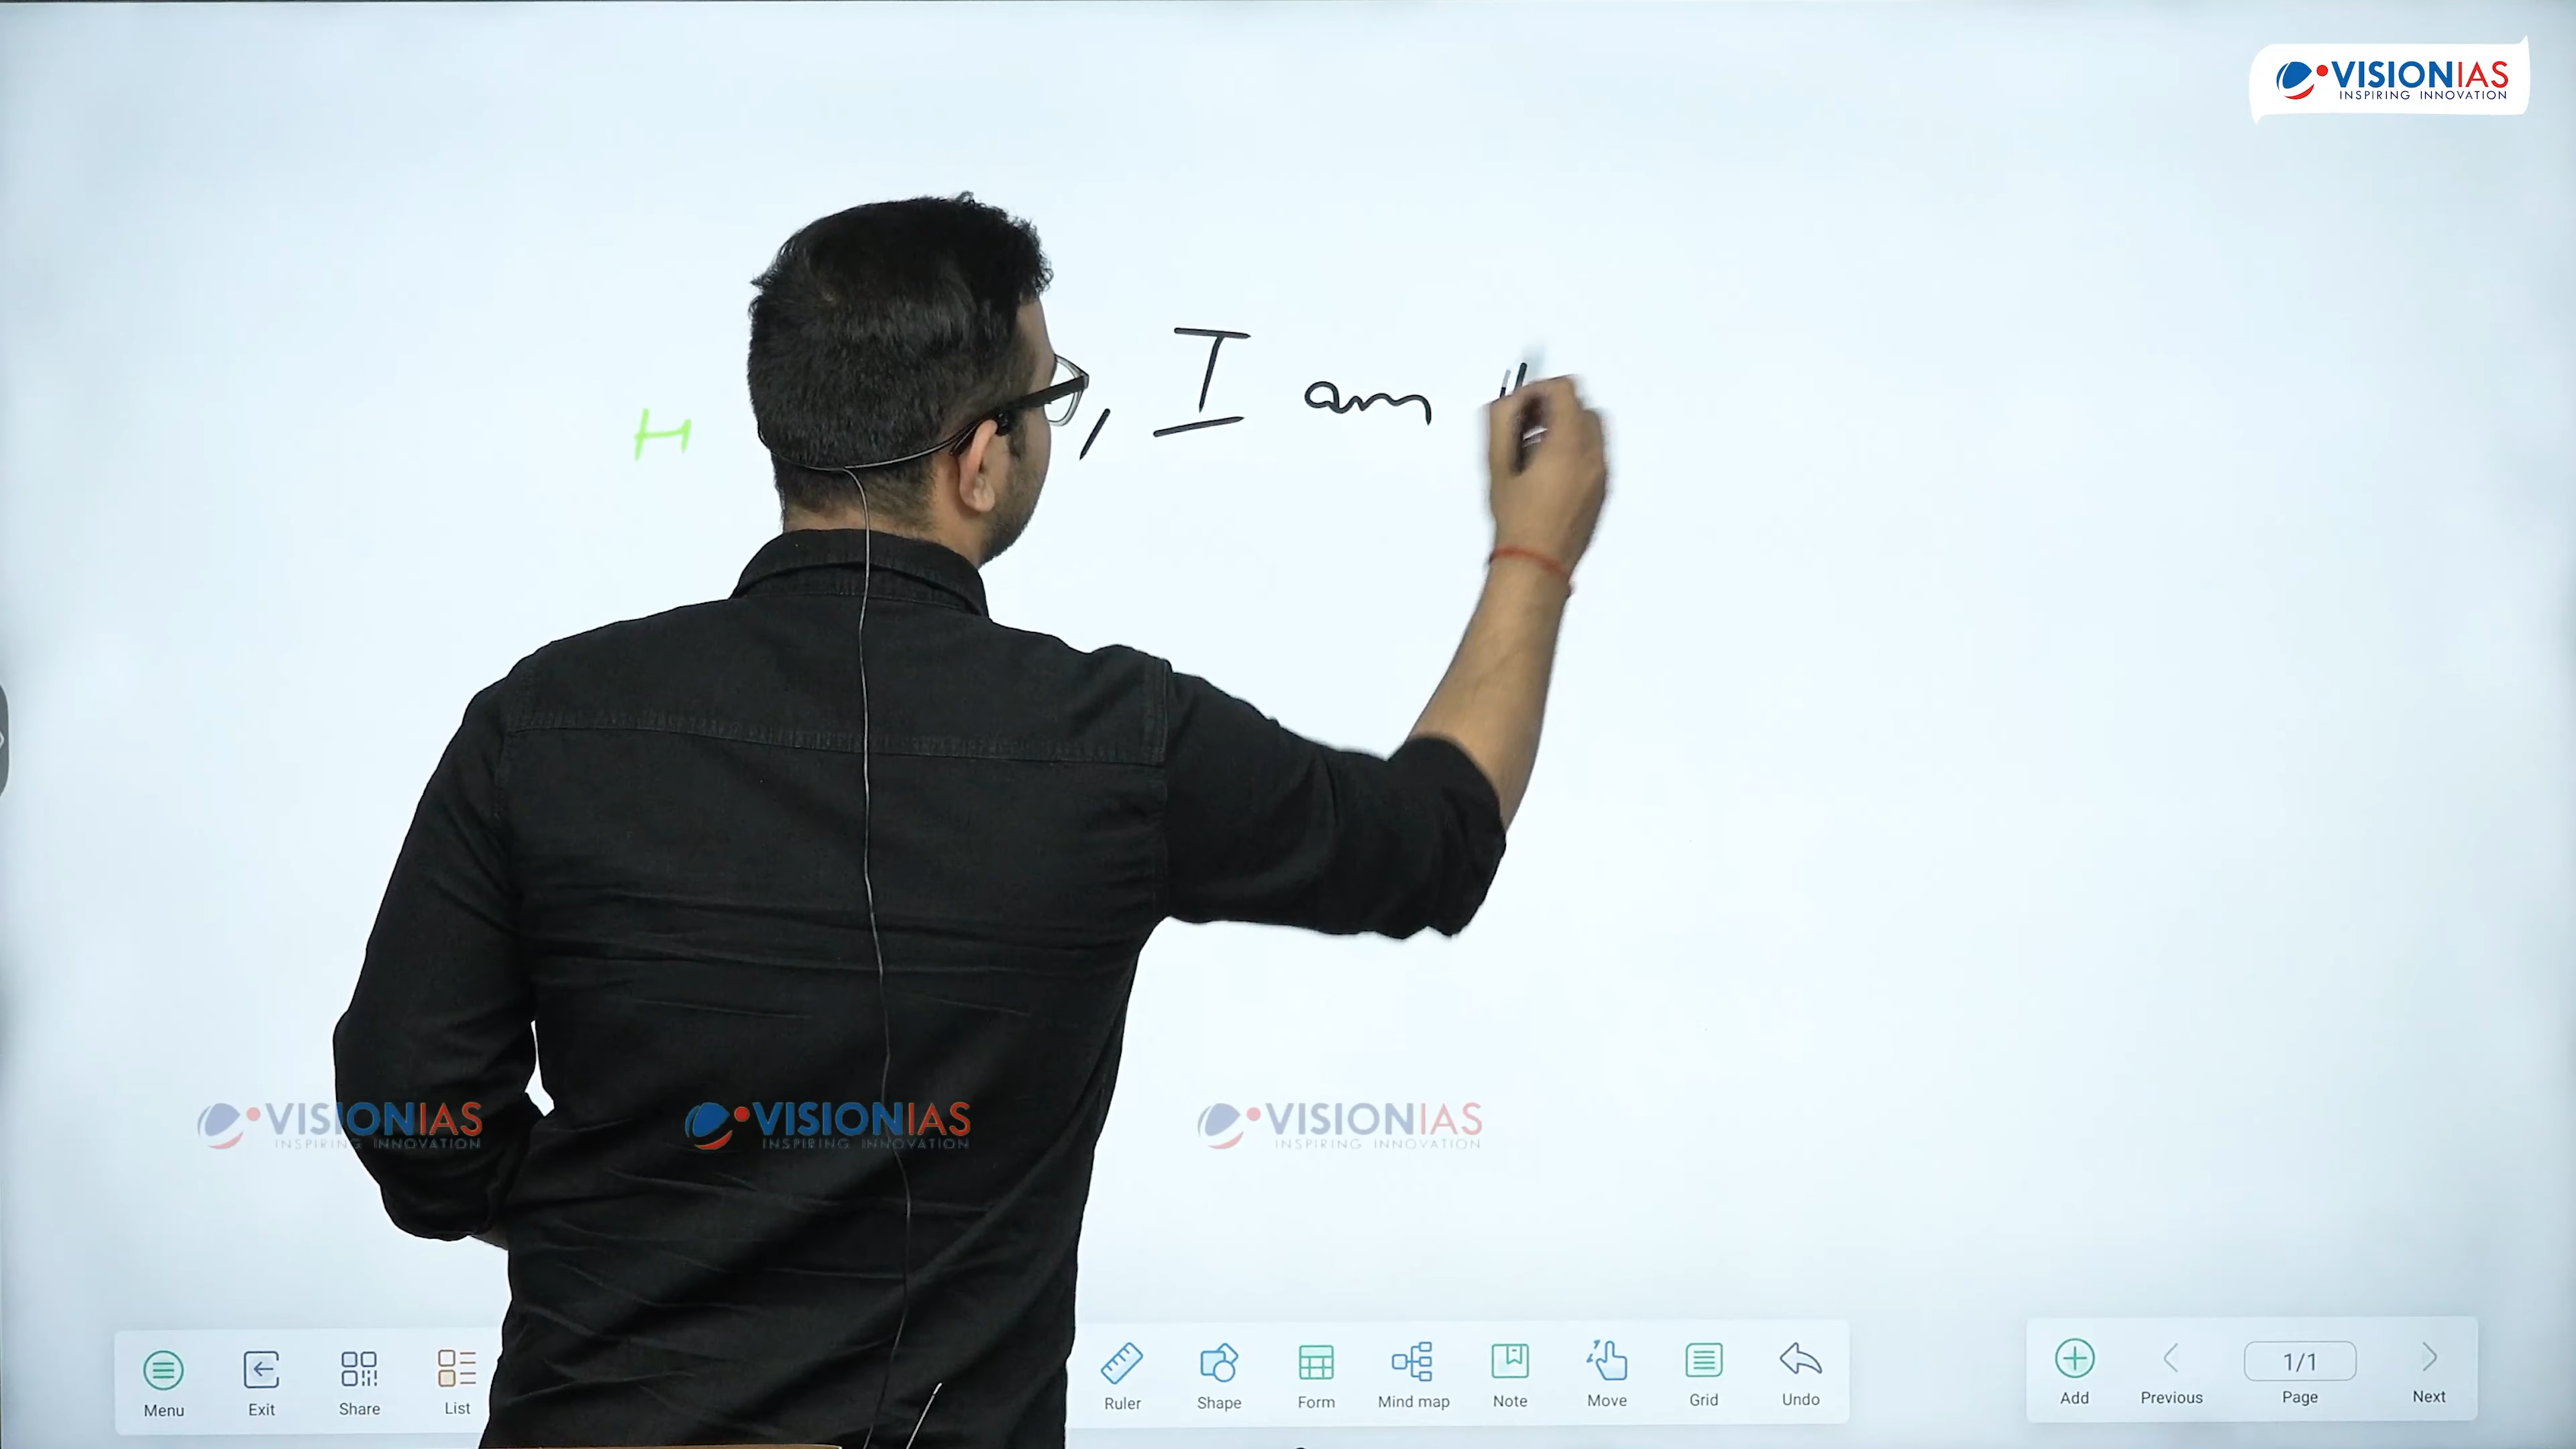 VISIONIAS
INSPIRING INNOVATION
H , I am
VISIONIAS VISIONIAS VISIONIAS
INSPIRING INNOVATION INSPIRING INNOVATION INSPIRING INNOVATION
Menu Exit Share List Ruler Shape Form Mind map Note Move Grid Undo Add Previous 1/1 Page Next